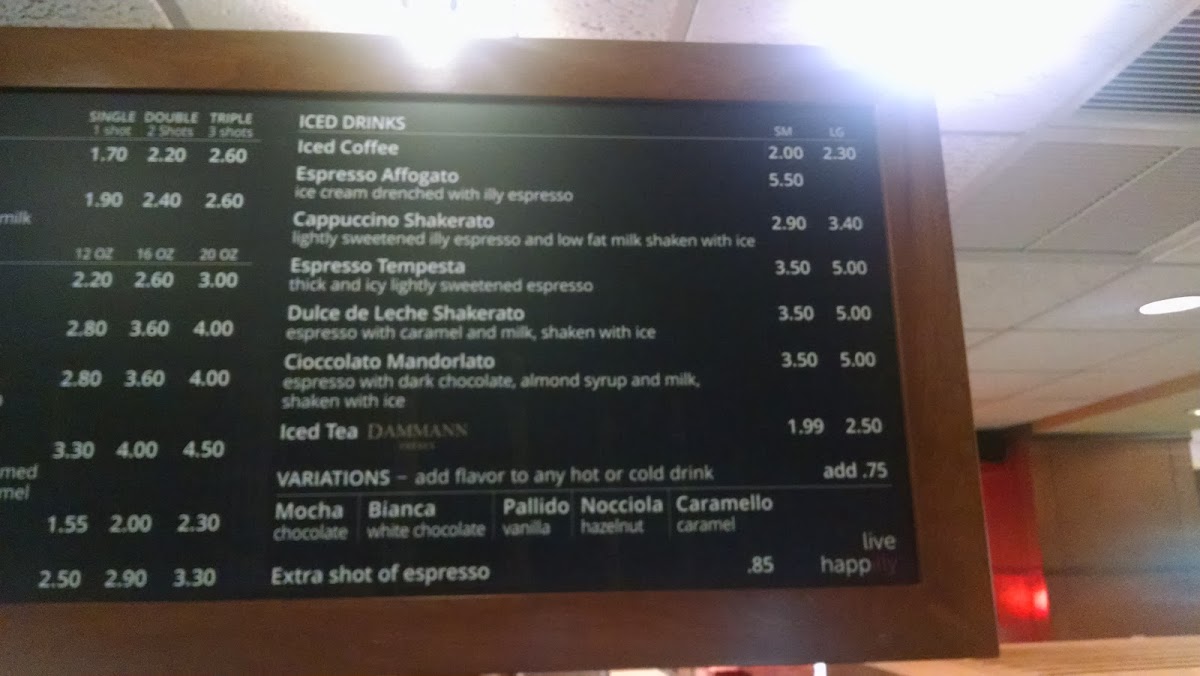 SINGLE DOUBLE TRIPLE
1 shot 2 Shots 3 shots
1.70 2.20 2.60
1.90 2.40 2.60
milk
12 OZ 16 OZ 20 OZ
2.20 2.60 3.00
2.80 3.60 4.00
2.80 3.60 4.00
3.30 4.00 4.50
med
mel
1.55 2.00 2.30
2.50 2.90 3.30
ICED DRINKS SM LG
Iced Coffee 2.00 2.30
Espresso Affogato 5.50
ice cream drenched with illy espresso
Cappuccino Shakerato 2.90 3.40
lightly sweetened illy espresso and low fat milk shaken with ice
Espresso Tempesta 3.50 5.00
thick and icy lightly sweetened espresso
Dulce de Leche Shakerato 3.50 5.00
espresso with caramel and milk, shaken with ice
Cioccolato Mandorlato 3.50 5.00
espresso with dark chocolate, almond syrup and milk,
shaken with ice
Iced Tea DAMMANN 1.99 2.50
VARIATIONS – add flavor to any hot or cold drink add .75
Mocha Bianca Pallido Nocciola Caramello
chocolate white chocolate vanilla hazelnut caramel
Extra shot of espresso .85
live
happilly